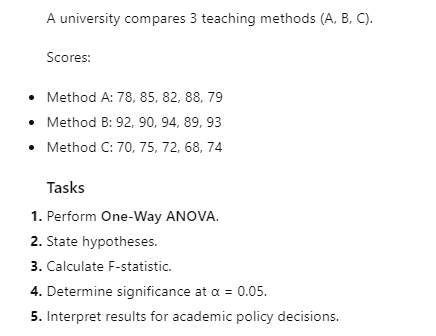 A university compares 3 teaching methods (A, B, C).
Scores:
• Method A: 78, 85, 82, 88, 79
• Method B: 92, 90, 94, 89, 93
• Method C: 70, 75, 72, 68, 74
Tasks
1. Perform One-Way ANOVA.
2. State hypotheses.
3. Calculate F-statistic.
4. Determine significance at α = 0.05.
5. Interpret results for academic policy decisions.